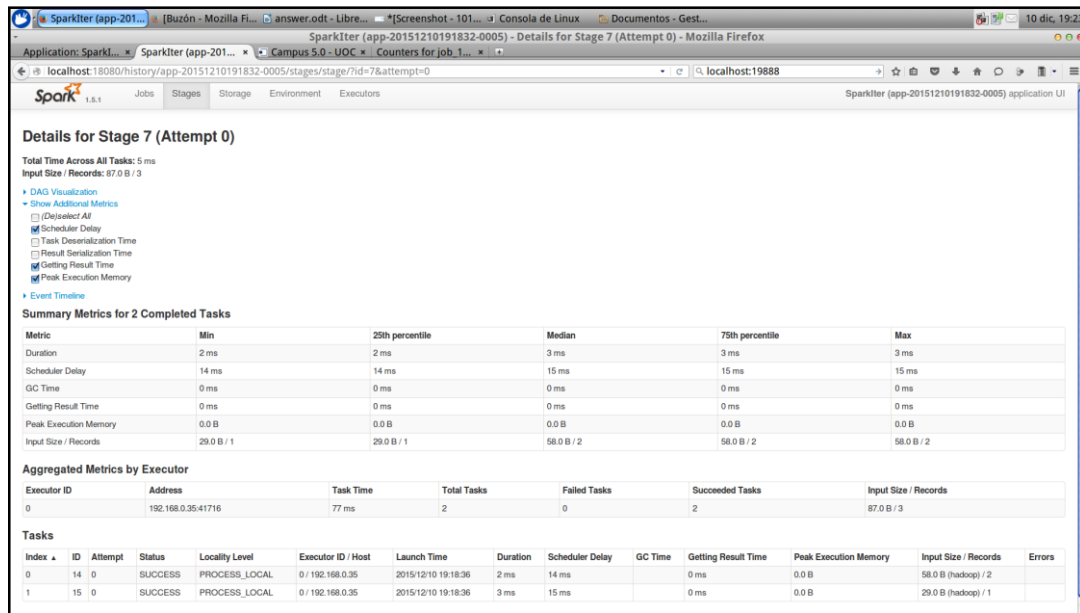 SparkIter (app-201... [Buzón - Mozilla Fi... answer.odt - Libre... *[Screenshot - 101... Consola de Linux Documentos - Gest... 10 dic, 19:2
SparkIter (app-20151210191832-0005) - Details for Stage 7 (Attempt 0) - Mozilla Firefox
Application: SparkI... × SparkIter (app-201... × Campus 5.0 - UOC × Counters for job_1... ×
localhost:18080/history/app-20151210191832-0005/stages/stage/?id=7&attempt=0 localhost:19888
Spark 1.5.1 Jobs Stages Storage Environment Executors SparkIter (app-20151210191832-0005) application UI
Details for Stage 7 (Attempt 0)
Total Time Across All Tasks: 5 ms
Input Size / Records: 87.0 B / 3
DAG Visualization
Show Additional Metrics
(De)select All
Scheduler Delay
Task Deserialization Time
Result Serialization Time
Getting Result Time
Peak Execution Memory
Event Timeline
Summary Metrics for 2 Completed Tasks
Metric Min 25th percentile Median 75th percentile Max
Duration 2 ms 2 ms 3 ms 3 ms 3 ms
Scheduler Delay 14 ms 14 ms 15 ms 15 ms 15 ms
GC Time 0 ms 0 ms 0 ms 0 ms 0 ms
Getting Result Time 0 ms 0 ms 0 ms 0 ms 0 ms
Peak Execution Memory 0.0 B 0.0 B 0.0 B 0.0 B 0.0 B
Input Size / Records 29.0 B / 1 29.0 B / 1 58.0 B / 2 58.0 B / 2 58.0 B / 2
Aggregated Metrics by Executor
Executor ID Address Task Time Total Tasks Failed Tasks Succeeded Tasks Input Size / Records
0 192.168.0.35:41716 77 ms 2 0 2 87.0 B / 3
Tasks
Index ID Attempt Status Locality Level Executor ID / Host Launch Time Duration Scheduler Delay GC Time Getting Result Time Peak Execution Memory Input Size / Records Errors
0 14 0 SUCCESS PROCESS_LOCAL 0 / 192.168.0.35 2015/12/10 19:18:36 2 ms 14 ms 0 ms 0.0 B 58.0 B (hadoop) / 2
1 15 0 SUCCESS PROCESS_LOCAL 0 / 192.168.0.35 2015/12/10 19:18:36 3 ms 15 ms 0 ms 0.0 B 29.0 B (hadoop) / 1